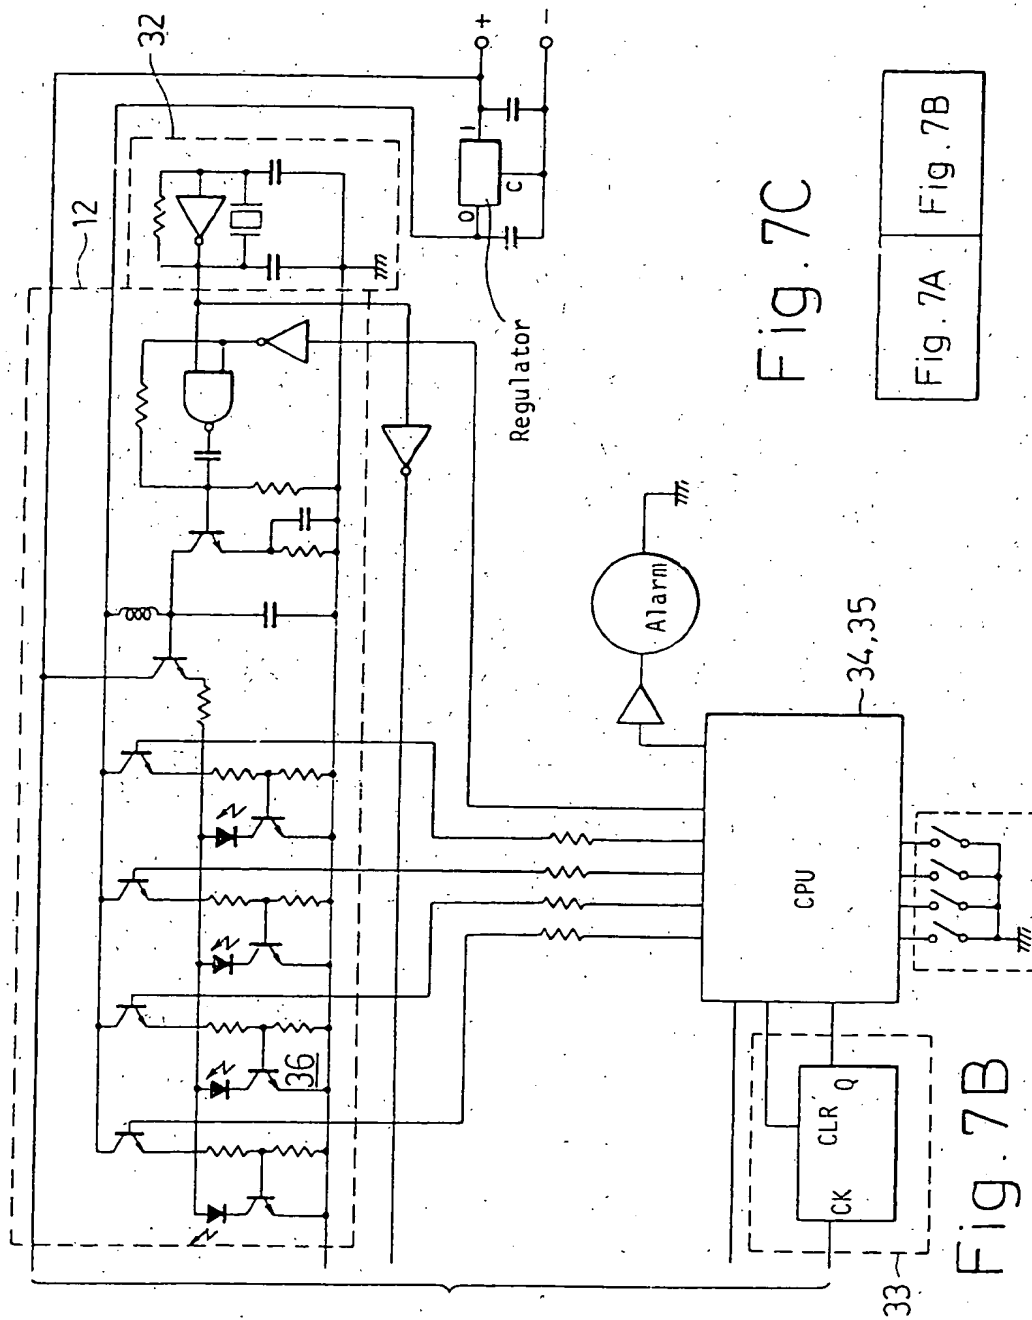 32
12
+
-
I
O
C
Regulator
Fig. 7C
Fig. 7A
Fig. 7B
Alarm
34,35
CPU
36
CLR
Q
CK
33
Fig. 7B